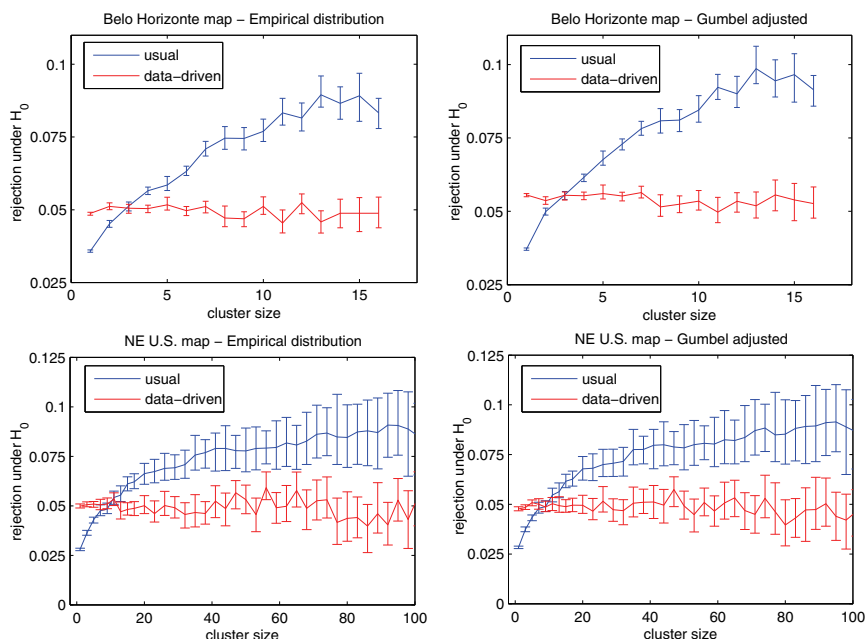 Belo Horizonte map – Empirical distribution
0.1
0.075
0.05
0.025
rejection under H0
usual
data–driven
0
5
10
15
cluster size
Belo Horizonte map – Gumbel adjusted
0.1
0.075
0.05
0.025
rejection under H0
usual
data–driven
0
5
10
15
cluster size
NE U.S. map – Empirical distribution
0.125
0.1
0.075
0.05
0.025
0
rejection under H0
usual
data–driven
0
20
40
60
80
100
cluster size
NE U.S. map – Gumbel adjusted
0.125
0.1
0.075
0.05
0.025
0
rejection under H0
usual
data–driven
0
20
40
60
80
100
cluster size